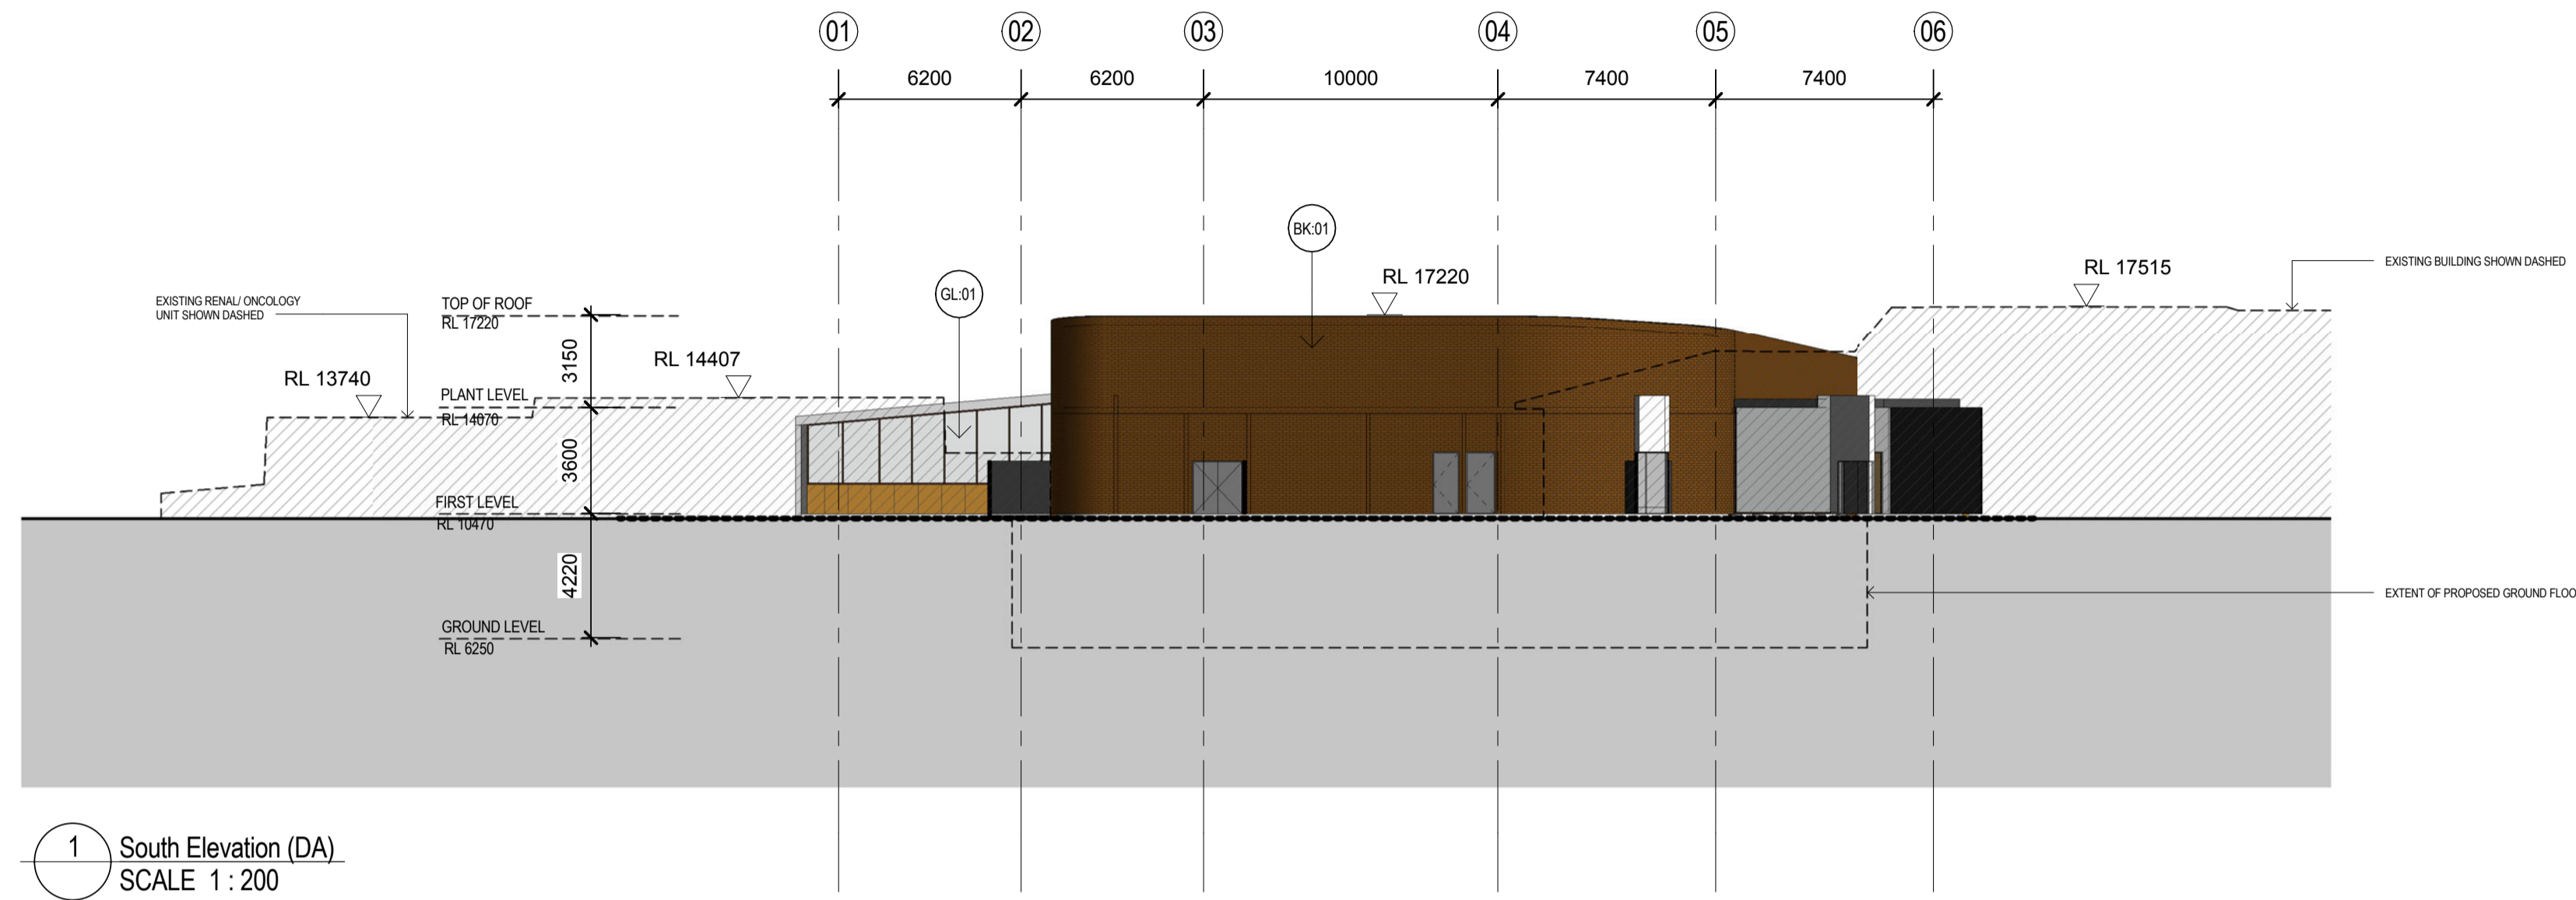 01 02 03 04 05 06
6200 6200 10000 7400 7400
BK:01
EXISTING BUILDING SHOWN DASHED
RL 17515
RL 17220
GL:01
EXISTING RENAL/ ONCOLOGY
UNIT SHOWN DASHED
TOP OF ROOF
RL 17220
3150
RL 14407
RL 13740
PLANT LEVEL
RL 14070
3600
FIRST LEVEL
RL 10470
4220
EXTENT OF PROPOSED GROUND FLOO
GROUND LEVEL
RL 6250
1 South Elevation (DA)
SCALE 1 : 200